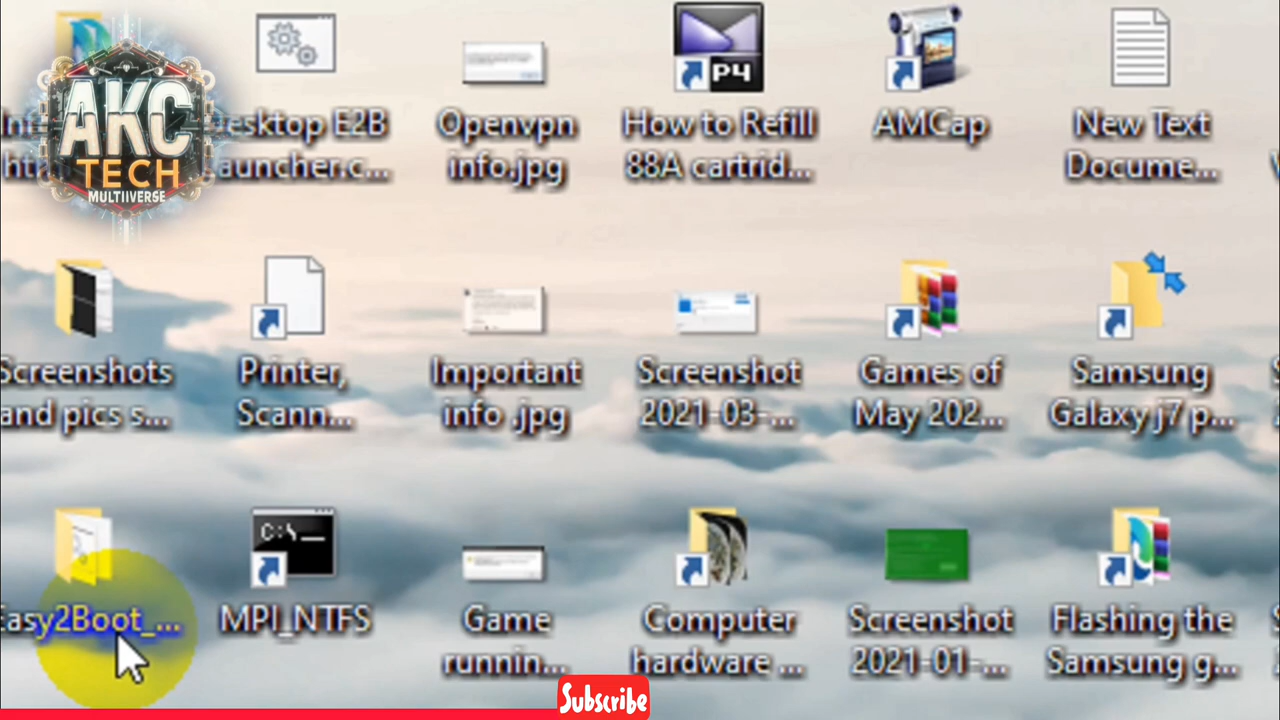 AKC
TECH
MULTIIVERSE
esktop E2B
auncher.c...
Openvpn
info.jpg
P4
How to Refill
88A cartrid...
AMCap
New Text
Docume...
Screenshots
and pics s...
Printer,
Scann...
Important
info .jpg
Screenshot
2021-03-...
Games of
May 202...
Samsung
Galaxy j7 p...
Easy2Boot_...
C:\_
MPI_NTFS
Game
runnin...
Computer
hardware ...
Screenshot
2021-01-...
Flashing the
Samsung g...
Subscribe